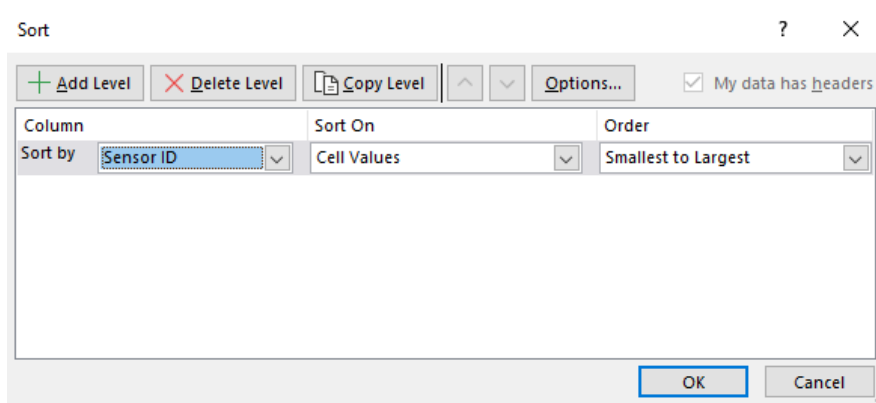 Sort ?
Add Level Delete Level Copy Level Options... My data has headers
Column Sort On Order
Sort by Sensor ID Cell Values Smallest to Largest
OK Cancel